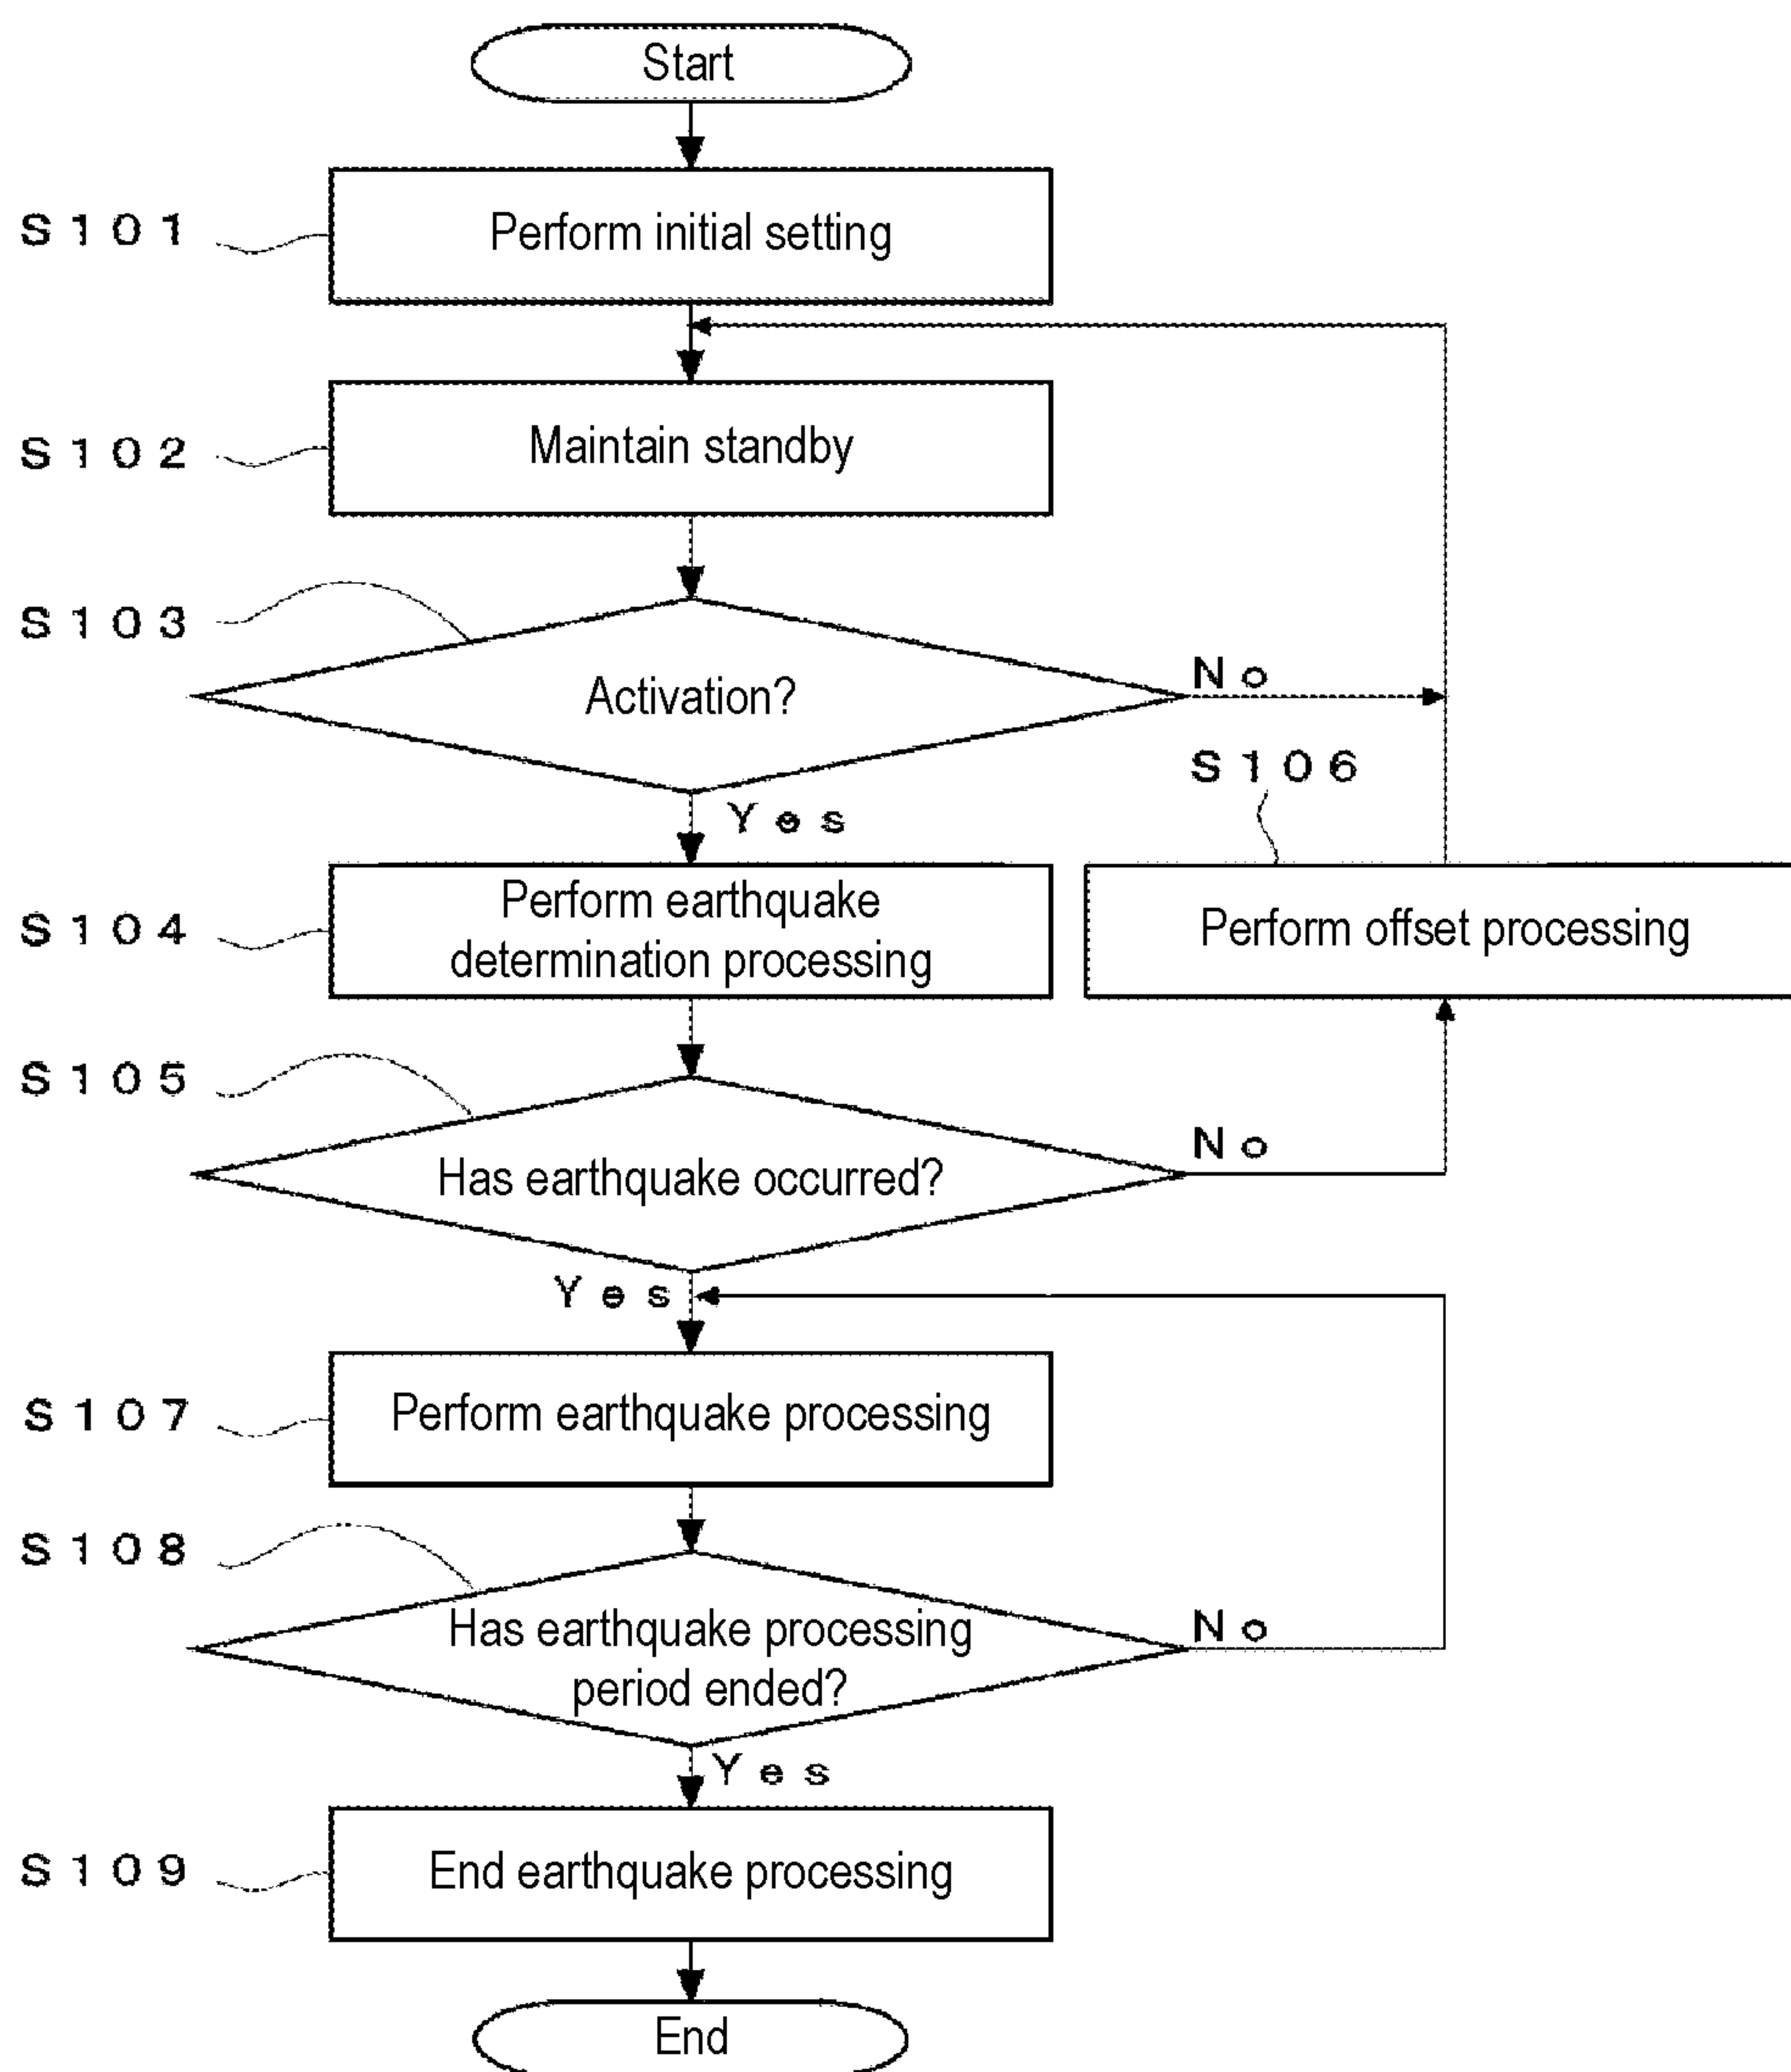 Start
S101
Perform initial setting
S102
Maintain standby
S103
Activation?
No
Yes
S106
S104
Perform earthquake
determination processing
Perform offset processing
S105
Has earthquake occurred?
No
Yes
S107
Perform earthquake processing
S108
Has earthquake processing
period ended?
No
Yes
S109
End earthquake processing
End